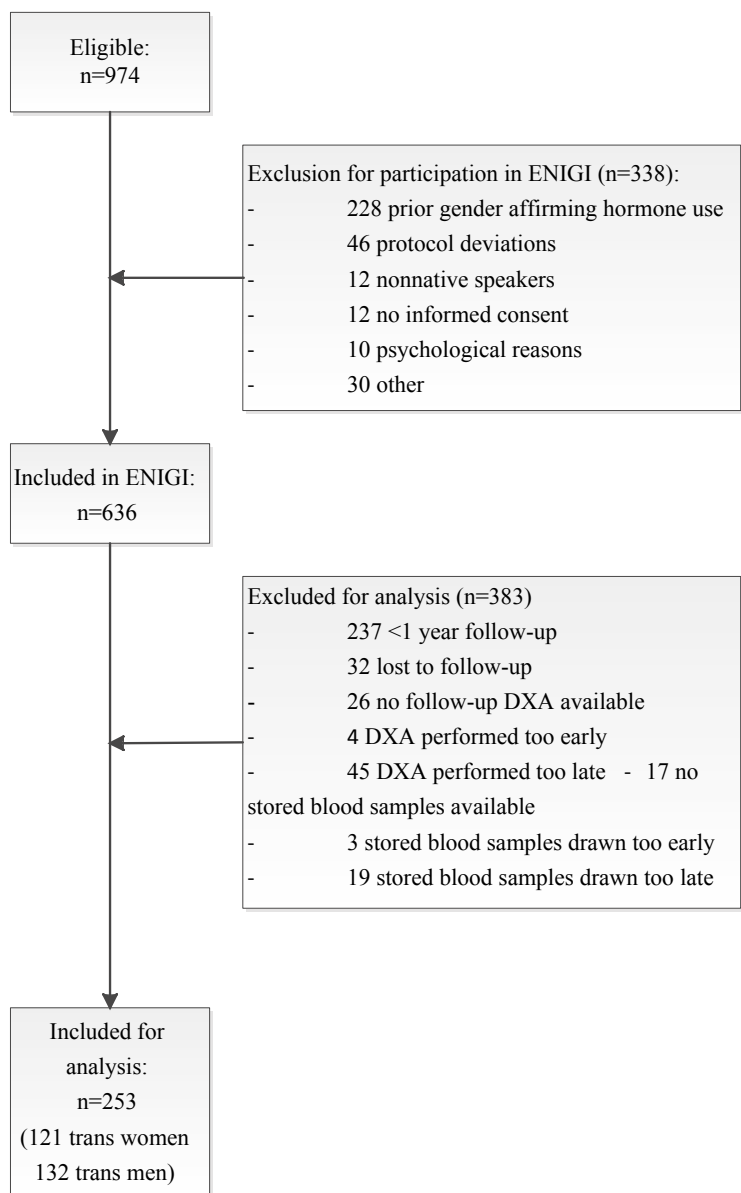 Eligible:
n=974
Exclusion for participation in ENIGI (n=338):
- 228 prior gender affirming hormone use
- 46 protocol deviations
- 12 nonnative speakers
- 12 no informed consent
- 10 psychological reasons
- 30 other
Included in ENIGI:
n=636
Excluded for analysis (n=383)
- 237 <1 year follow-up
- 32 lost to follow-up
- 26 no follow-up DXA available
- 4 DXA performed too early
- 45 DXA performed too late - 17 no
stored blood samples available
- 3 stored blood samples drawn too early
- 19 stored blood samples drawn too late
Included for
analysis:
n=253
(121 trans women
132 trans men)